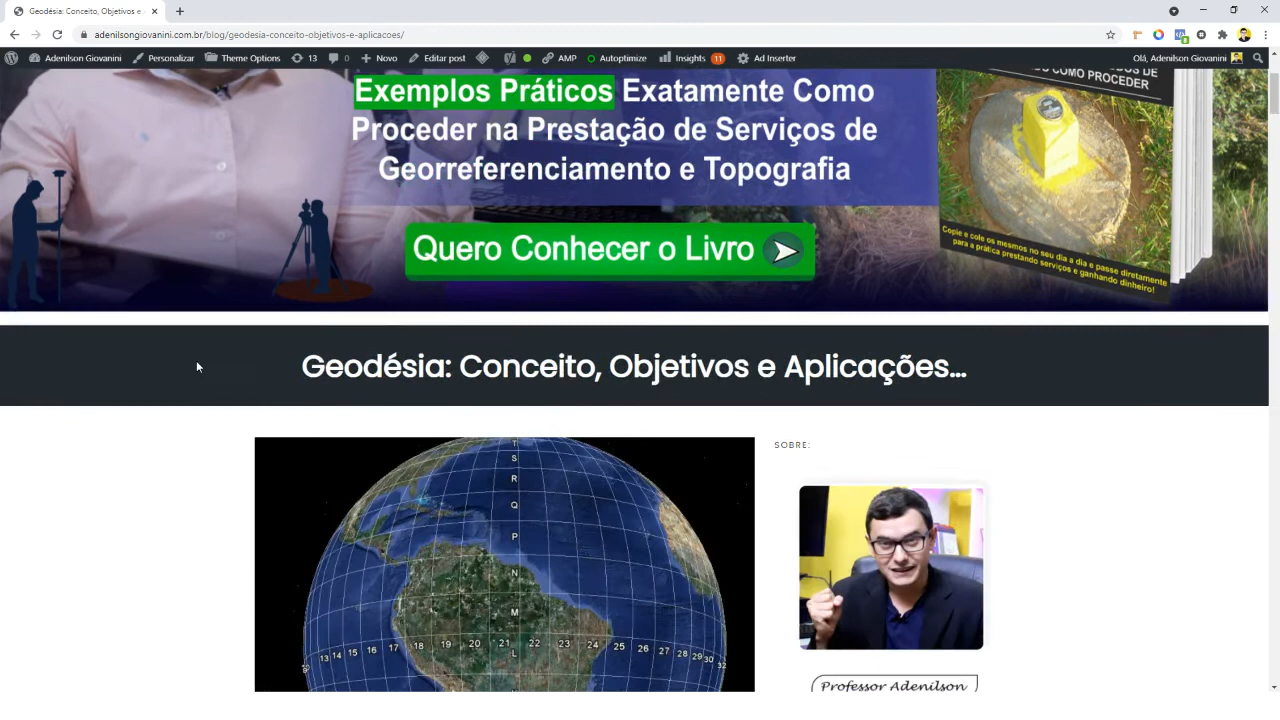 Geodésia: Conceito, Objetivos e
adenilsongiovanini.com.br/blog/geodesia-conceito-objetivos-e-aplicacoes/
8
Adenilson Giovanini Personalizar Theme Options 13 0 Novo Editar post AMP Autoptimize Insights 11 Ad Inserter Olá, Adenilson Giovanini
Exemplos Práticos Exatamente Como
Proceder na Prestação de Serviços de
Georreferenciamento e Topografia
Quero Conhecer o Livro
DOS DE
DO COMO PROCEDER
Copie e cole os mesmos no seu dia a dia e passe diretamente
para a prática prestando serviços e ganhando dinheiro!
Geodésia: Conceito, Objetivos e Aplicações...
SOBRE:
T
S
R
Q
P
N
M
13 14 15 16 17 18 19 20 21 22 23 24 25 26 27 28 29 30 32
L
Professor Adenilson